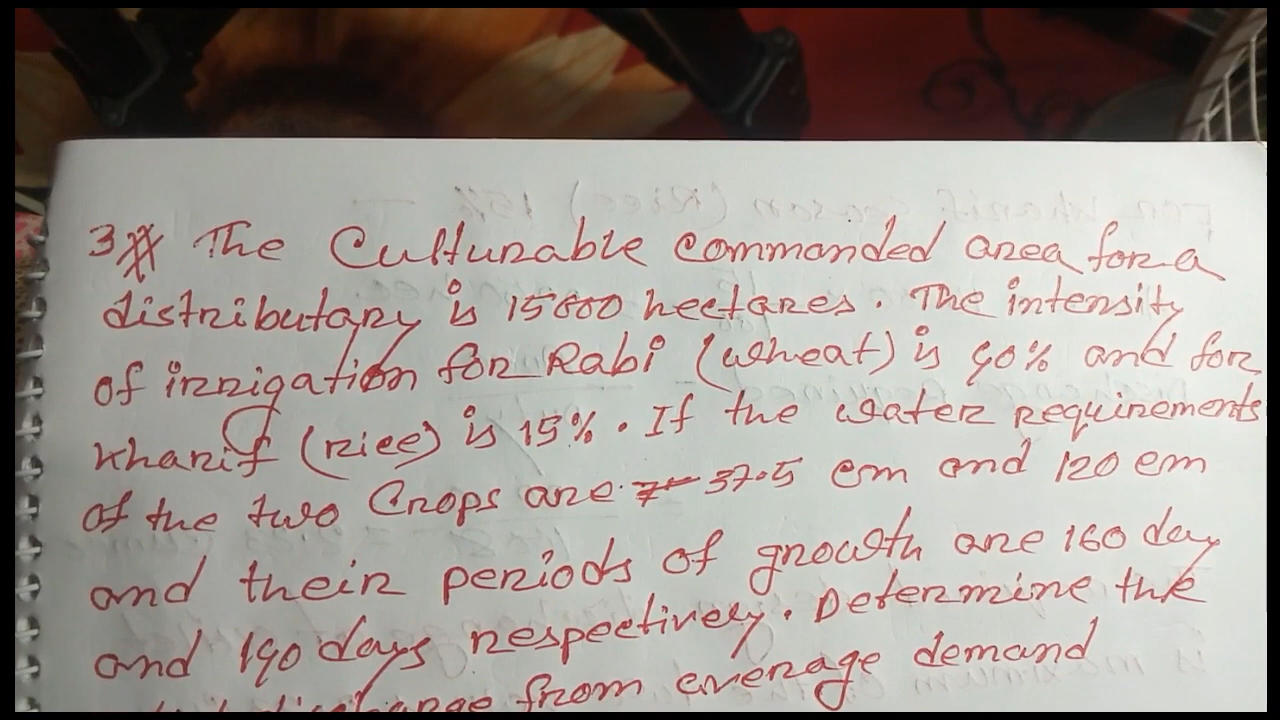 3) The Culturable commanded area for a
distributary is 15000 hectares. The intensity
of irrigation for Rabi (wheat) is 40% and for
kharif (rice) is 15%. If the water requirements
of the two Crops are 37.5 cm and 120 cm
and their periods of growth are 160 day
and 140 days respectively. Determine the
discharge from average demand